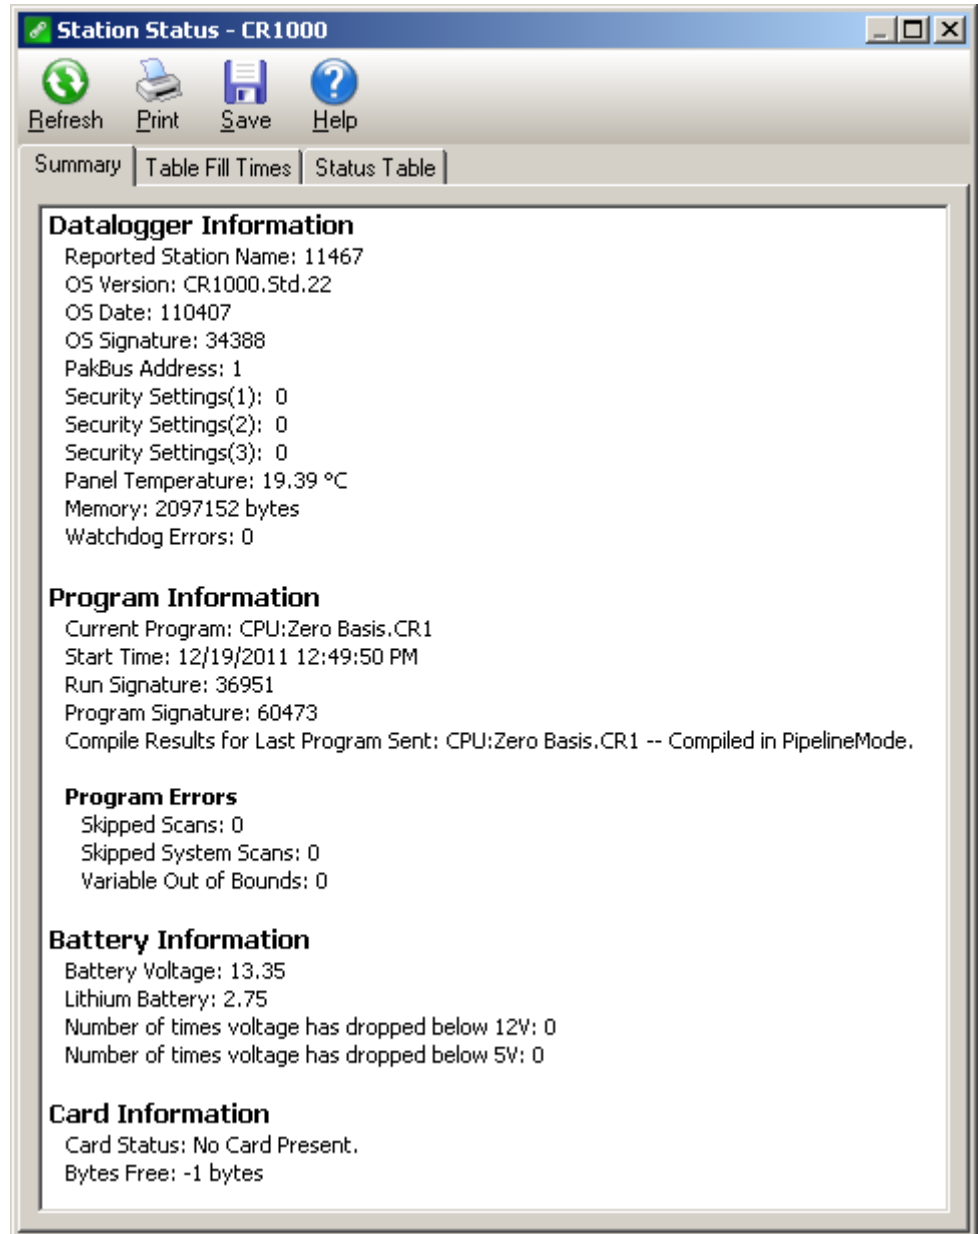 Station Status - CR1000
Refresh Print Save Help
Summary Table Fill Times Status Table
Datalogger Information
Reported Station Name: 11467
OS Version: CR1000.Std.22
OS Date: 110407
OS Signature: 34388
PakBus Address: 1
Security Settings(1): 0
Security Settings(2): 0
Security Settings(3): 0
Panel Temperature: 19.39 °C
Memory: 2097152 bytes
Watchdog Errors: 0
Program Information
Current Program: CPU:Zero Basis.CR1
Start Time: 12/19/2011 12:49:50 PM
Run Signature: 36951
Program Signature: 60473
Compile Results for Last Program Sent: CPU:Zero Basis.CR1 -- Compiled in PipelineMode.
Program Errors
Skipped Scans: 0
Skipped System Scans: 0
Variable Out of Bounds: 0
Battery Information
Battery Voltage: 13.35
Lithium Battery: 2.75
Number of times voltage has dropped below 12V: 0
Number of times voltage has dropped below 5V: 0
Card Information
Card Status: No Card Present.
Bytes Free: -1 bytes